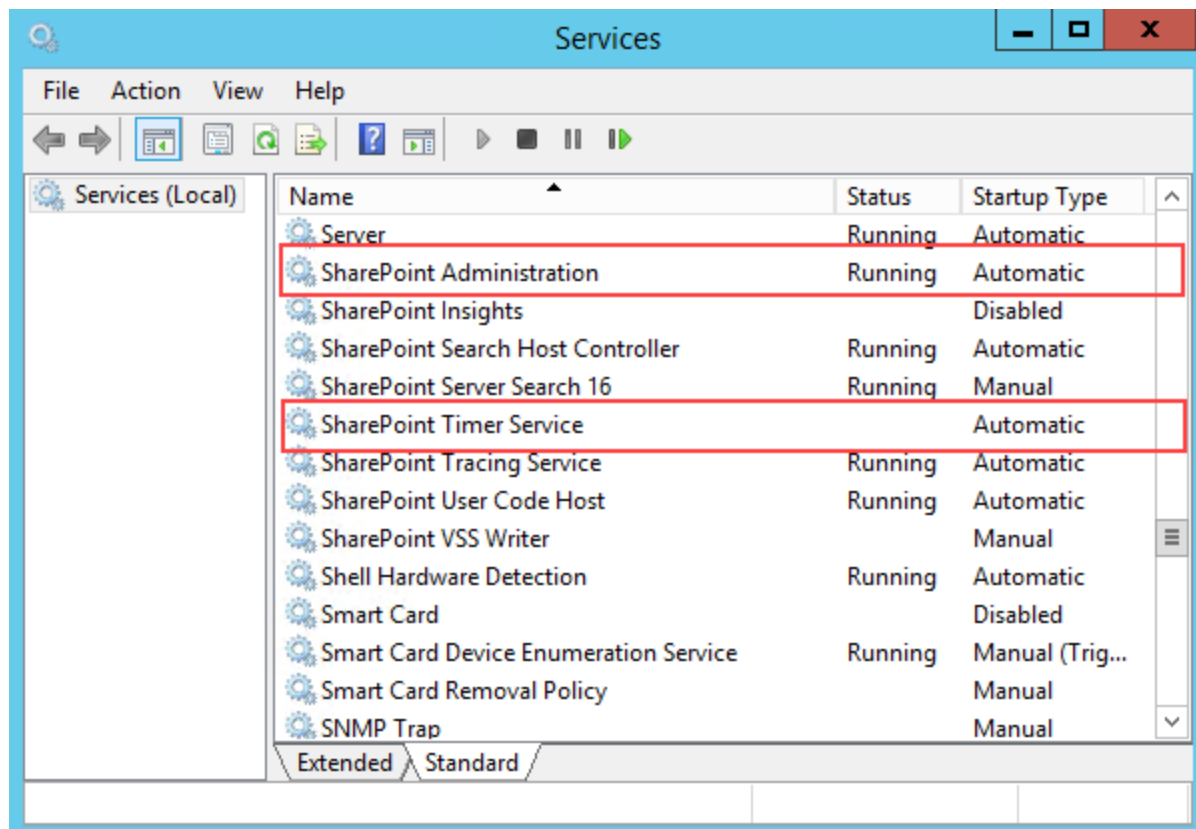 Services
File Action View Help
Services (Local)
Name Status Startup Type
Server Running Automatic
SharePoint Administration Running Automatic
SharePoint Insights Disabled
SharePoint Search Host Controller Running Automatic
SharePoint Server Search 16 Running Manual
SharePoint Timer Service Automatic
SharePoint Tracing Service Running Automatic
SharePoint User Code Host Running Automatic
SharePoint VSS Writer Manual
Shell Hardware Detection Running Automatic
Smart Card Disabled
Smart Card Device Enumeration Service Running Manual (Trig...
Smart Card Removal Policy Manual
SNMP Trap Manual
Extended Standard